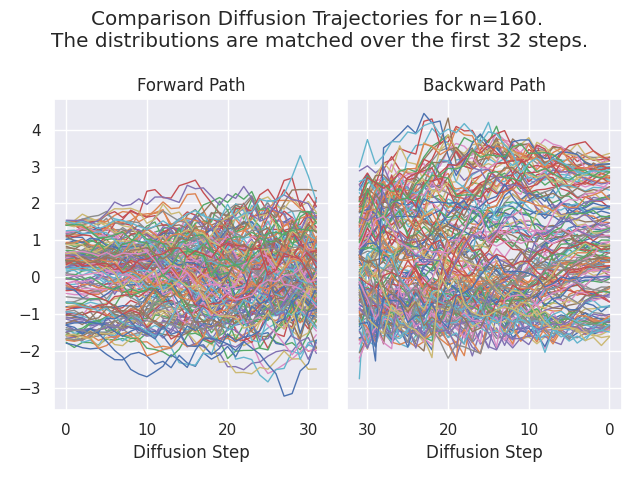 Comparison Diffusion Trajectories for n=160.
The distributions are matched over the first 32 steps.
Forward Path
Backward Path
4
3
2
1
0
−1
−2
−3
0 10 20 30
30 20 10 0
Diffusion Step
Diffusion Step